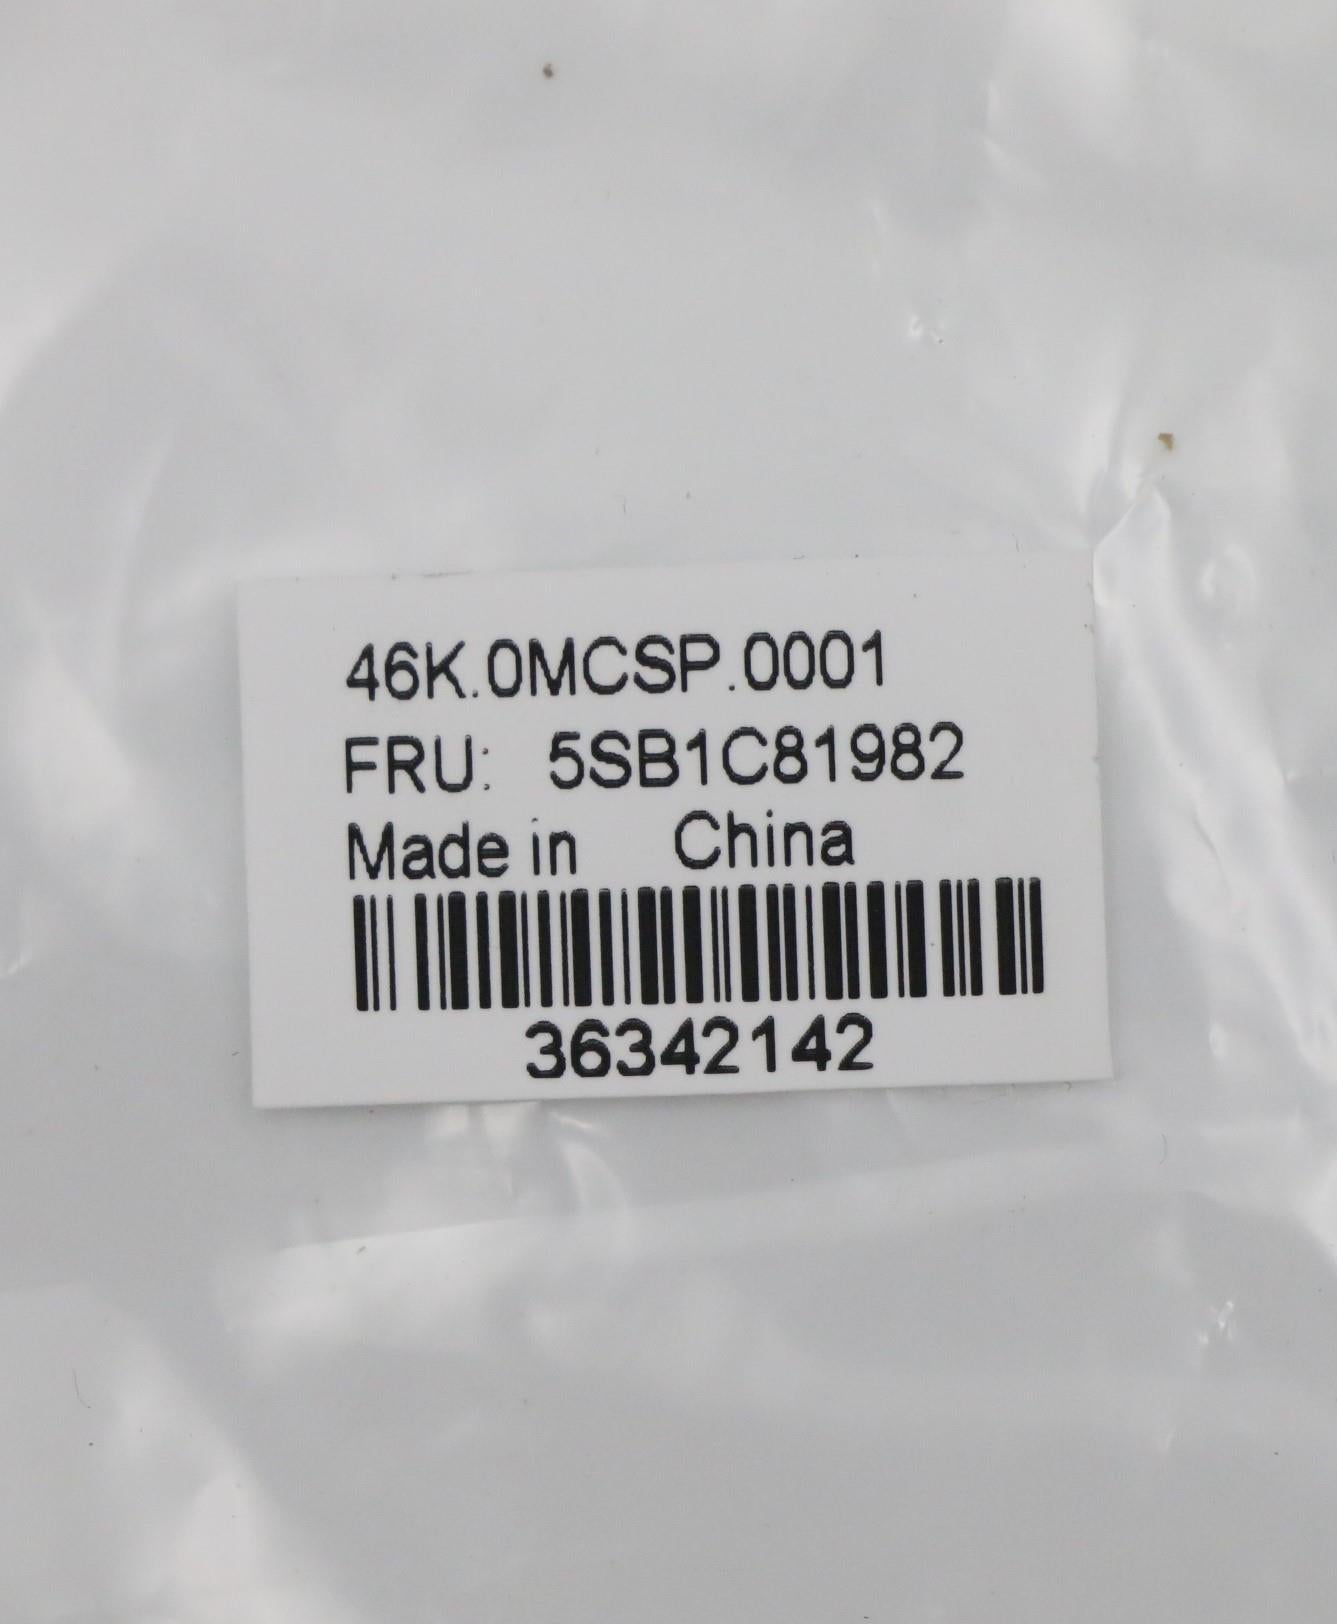 46K.0MCSP.0001
FRU: 5SB1C81982
Made in China
36342142